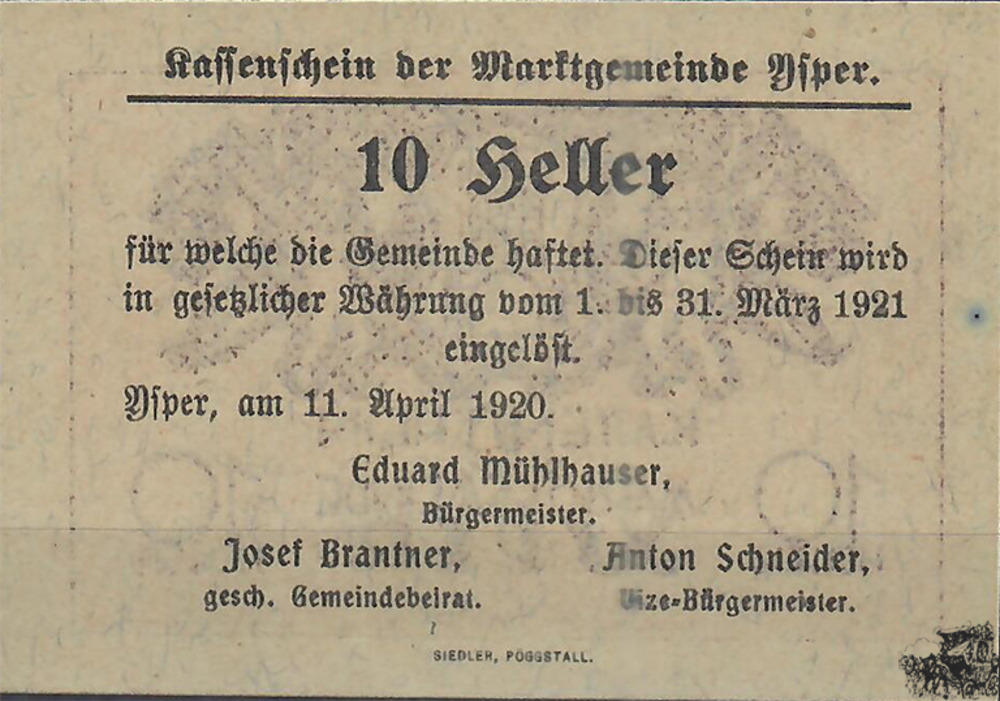 Kassenschein der Marktgemeinde Ysper.
10 Heller
für welche die Gemeinde haftet. Dieser Schein wird
in gesetzlicher Währung vom 1. bis 31. März 1921
eingelöst.
Ysper, am 11. April 1920.
Eduard Mühlhauser,
Bürgermeister.
Josef Brantner,
gesch. Gemeindebeirat.
Anton Schneider,
Vize-Bürgermeister.
SIEDLER, PÖGGSTALL.